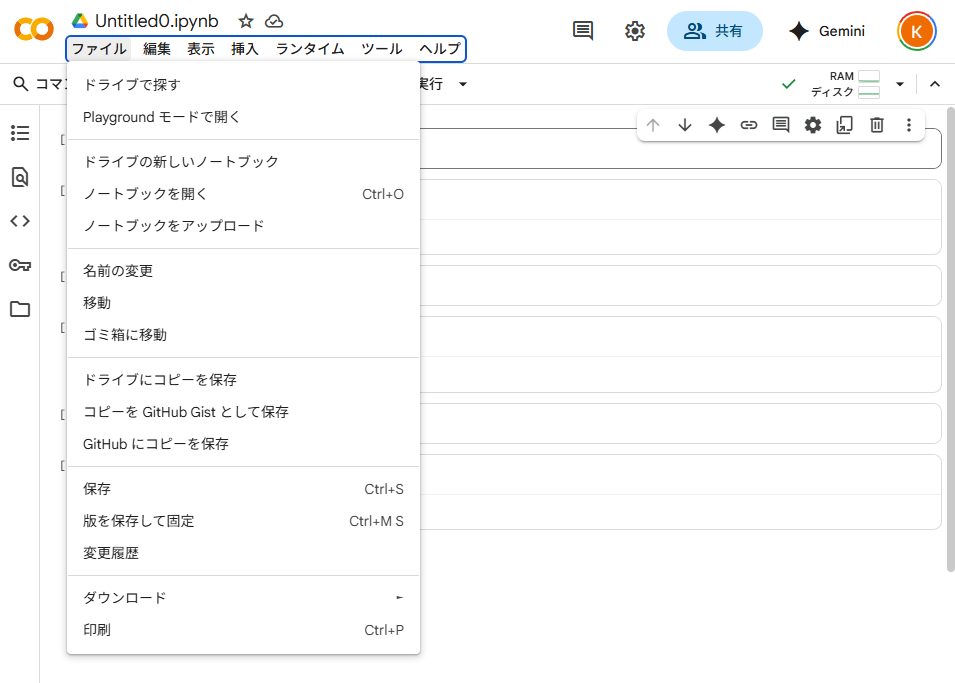 Untitled0.ipynb
ファイル 編集 表示 挿入 ランタイム ツール ヘルプ
共有
Gemini
K
実行
RAM
ディスク
ドライブで探す
Playground モードで開く
ドライブの新しいノートブック
ノートブックを開く Ctrl+O
ノートブックをアップロード
名前の変更
移動
ゴミ箱に移動
ドライブにコピーを保存
コピーを GitHub Gist として保存
GitHub にコピーを保存
保存 Ctrl+S
版を保存して固定 Ctrl+M S
変更履歴
ダウンロード
印刷 Ctrl+P